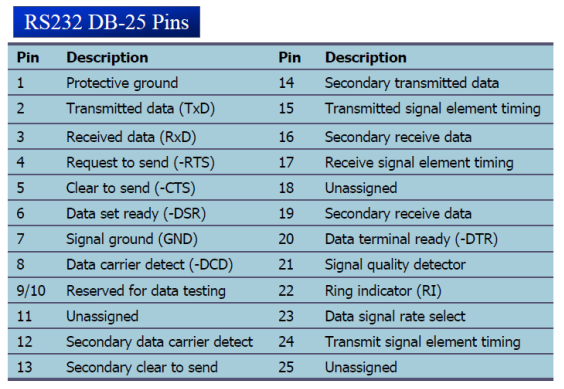 RS232 DB-25 Pins
Pin Description Pin Description
1 Protective ground 14 Secondary transmitted data
2 Transmitted data (TxD) 15 Transmitted signal element timing
3 Received data (RxD) 16 Secondary receive data
4 Request to send (-RTS) 17 Receive signal element timing
5 Clear to send (-CTS) 18 Unassigned
6 Data set ready (-DSR) 19 Secondary receive data
7 Signal ground (GND) 20 Data terminal ready (-DTR)
8 Data carrier detect (-DCD) 21 Signal quality detector
9/10 Reserved for data testing 22 Ring indicator (RI)
11 Unassigned 23 Data signal rate select
12 Secondary data carrier detect 24 Transmit signal element timing
13 Secondary clear to send 25 Unassigned